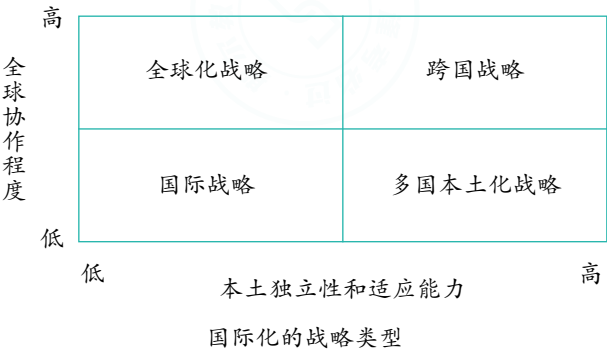 高
全球协作程度
全球化战略
跨国战略
国际战略
多国本土化战略
低
低
高
本土独立性和适应能力
国际化的战略类型